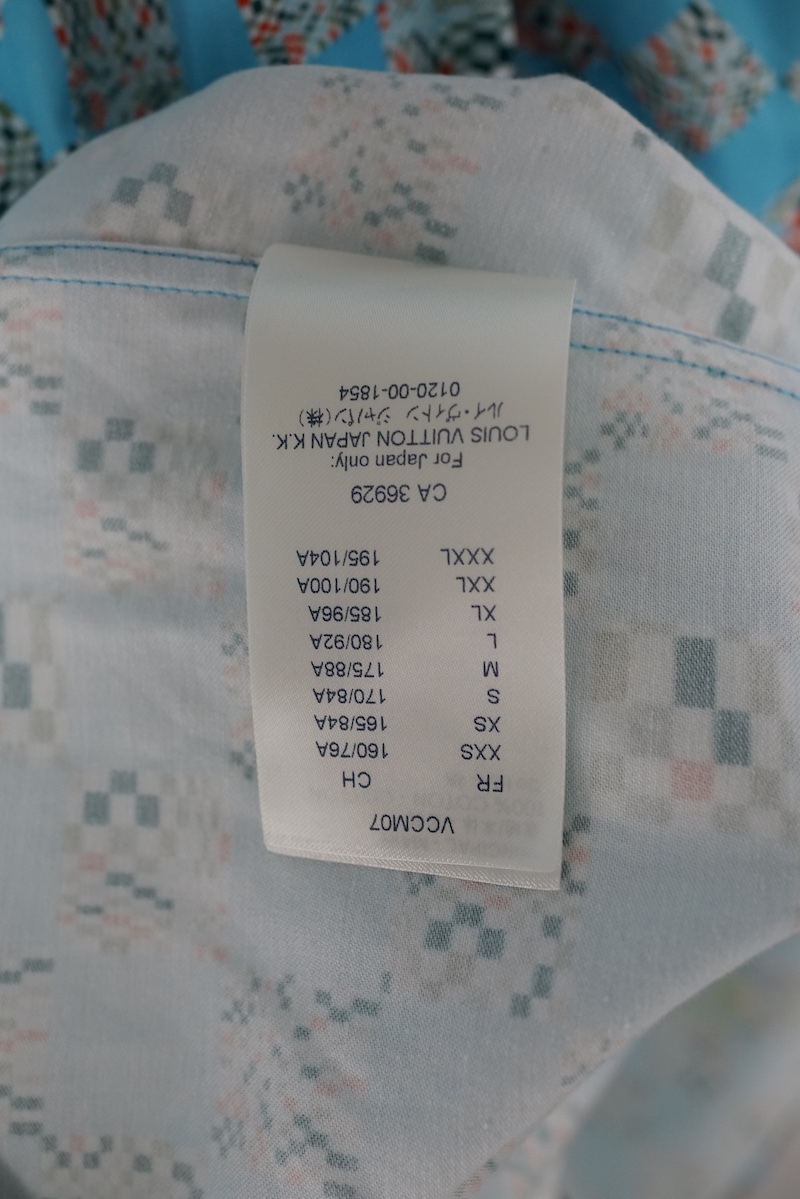 VCCM07
FR CH
XXS 160/76A
XS 165/84A
S 170/84A
M 175/88A
L 180/92A
XL 185/96A
XXL 190/100A
XXXL 195/104A
CA 36929
For Japan only:
LOUIS VUITTON JAPAN K.K.
ルイ・ヴィトン ジャパン(株)
0120-00-1854